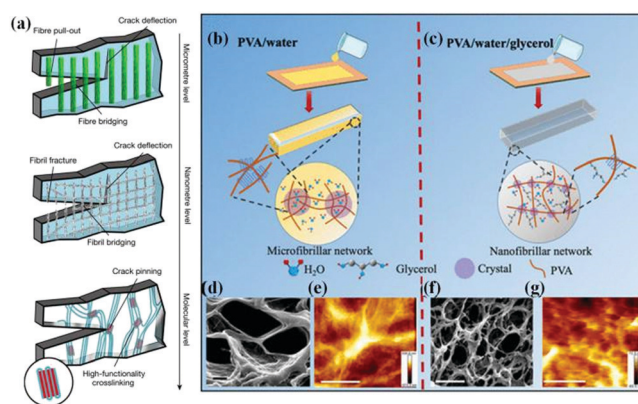 (a)
Fibre pull-out
Crack deflection
Fibre bridging
Micrometre level
Fibril fracture
Crack deflection
Fibril bridging
Nanometre level
Crack pinning
High-functionality
crosslinking
Molecular level
(b)
PVA/water
Microfibrillar network
(c)
PVA/water/glycerol
Nanofibrillar network
H₂O
Glycerol
Crystal
PVA
(d)
(e)
(f)
(g)